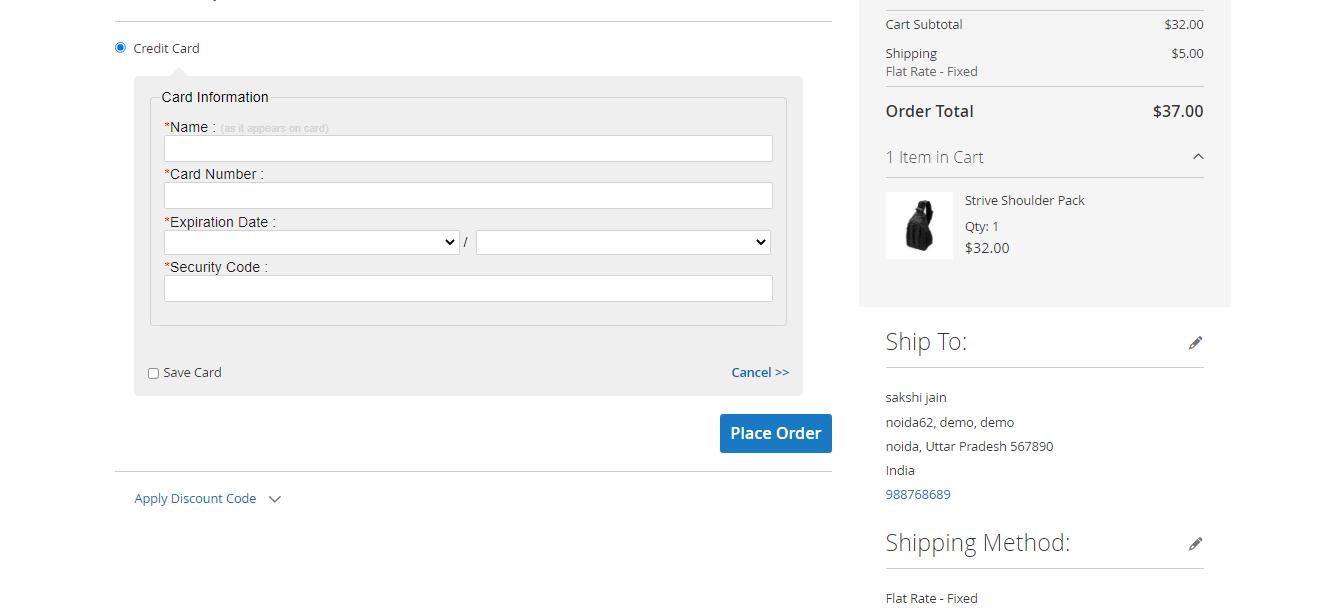 Credit Card
Card Information
*Name : (as it appears on card)
*Card Number :
*Expiration Date :
/
*Security Code :
Save Card
Cancel >>
Place Order
Apply Discount Code
Cart Subtotal $32.00
Shipping $5.00
Flat Rate - Fixed
Order Total $37.00
1 Item in Cart
Strive Shoulder Pack
Qty: 1
$32.00
Ship To:
sakshi jain
noida62, demo, demo
noida, Uttar Pradesh 567890
India
988768689
Shipping Method:
Flat Rate - Fixed